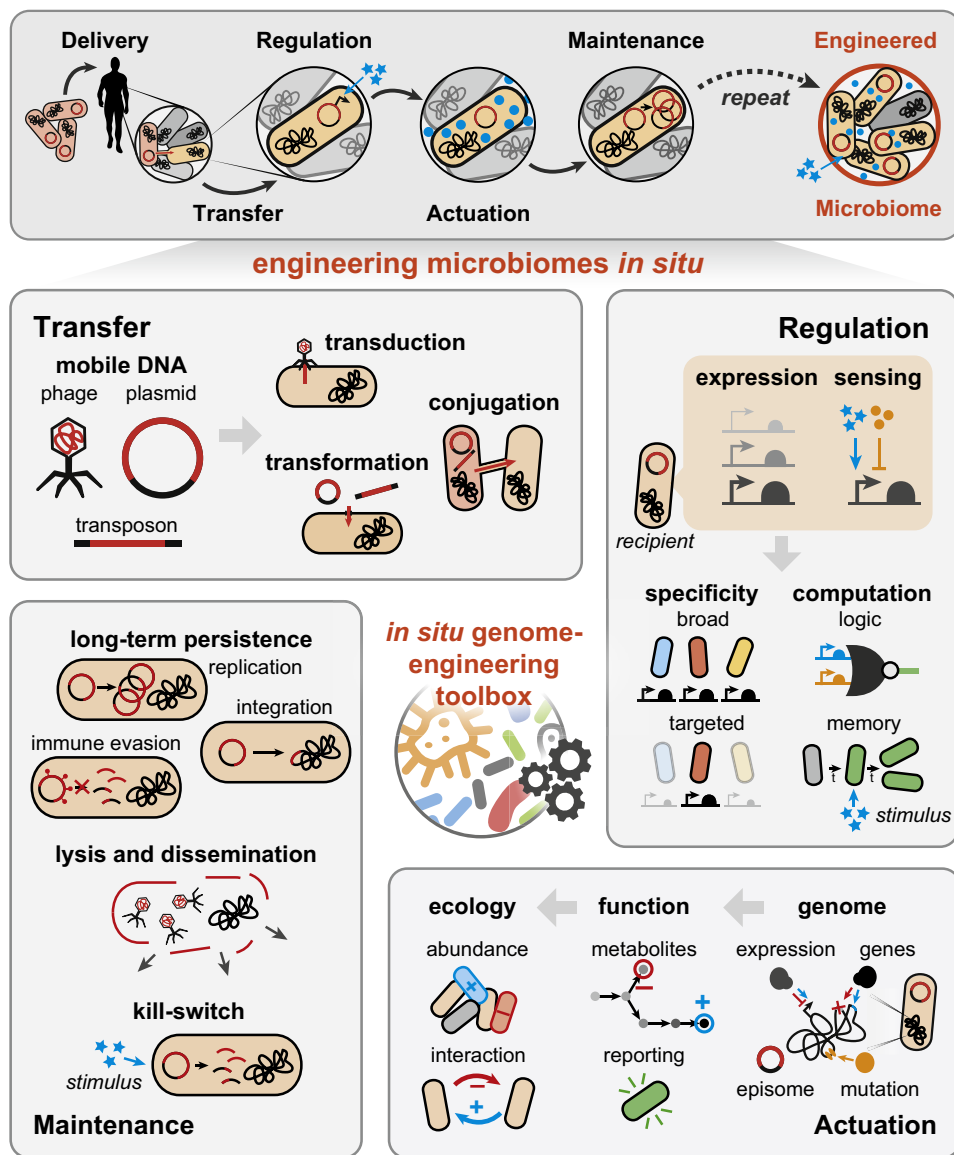 Delivery
Regulation
Maintenance
Engineered
repeat
Transfer
Actuation
Microbiome
engineering microbiomes in situ
Transfer
mobile DNA
phage
plasmid
transposon
transduction
conjugation
transformation
Regulation
expression
sensing
recipient
specificity
computation
broad
logic
targeted
memory
t
t
stimulus
long-term persistence
replication
integration
immune evasion
lysis and dissemination
kill-switch
stimulus
Maintenance
in situ genome-
engineering
toolbox
ecology
function
genome
abundance
metabolites
expression
genes
+
−
−
+
interaction
reporting
−
+
episome
mutation
Actuation